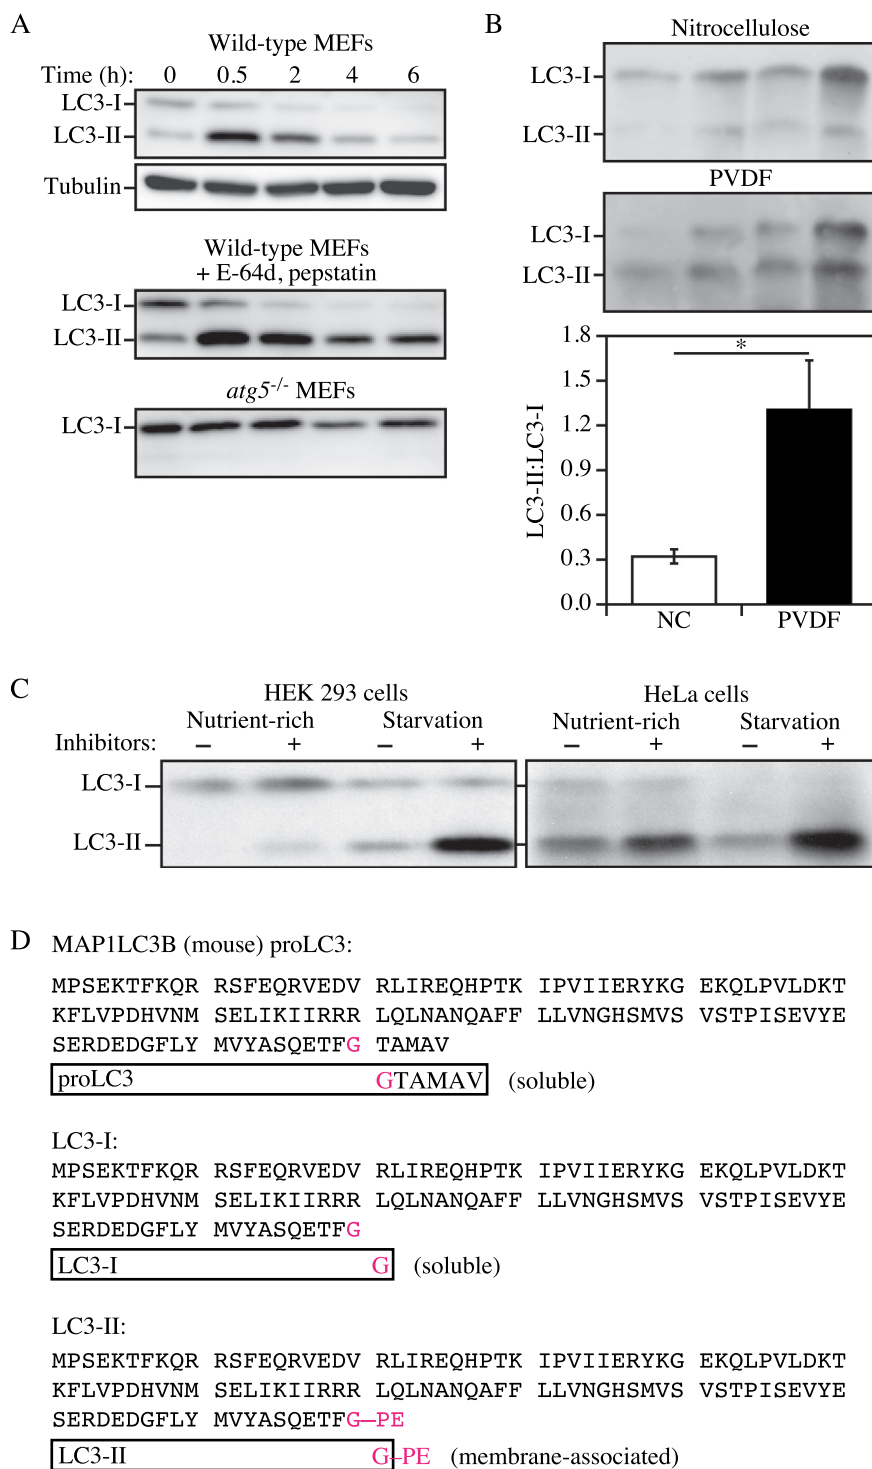 A
Wild-type MEFs
Time (h): 0 0.5 2 4 6
LC3-I
LC3-II
Tubulin
Wild-type MEFs
+ E-64d, pepstatin
LC3-I
LC3-II
atg5-/- MEFs
LC3-I
B
Nitrocellulose
LC3-I
LC3-II
PVDF
LC3-I
LC3-II
1.8
1.5
1.2
0.9
0.6
0.3
0.0
LC3-II:LC3-I
*
NC PVDF
C
HEK 293 cells HeLa cells
Nutrient-rich Starvation Nutrient-rich Starvation
Inhibitors: – + – + – + – +
LC3-I
LC3-II
D
MAP1LC3B (mouse) proLC3:
MPSEKTFKQR RSFEQRVEDV RLIREQHPTK IPVIIERYKG EKQLPVLDKT
KFLVPDHVNM SELIKIIRRR LQLNANQAFF LLVNGHSMVS VSTPISEVYE
SERDEDGFLY MVYASQETFG TAMAV
proLC3 GTAMAV (soluble)
LC3-I:
MPSEKTFKQR RSFEQRVEDV RLIREQHPTK IPVIIERYKG EKQLPVLDKT
KFLVPDHVNM SELIKIIRRR LQLNANQAFF LLVNGHSMVS VSTPISEVYE
SERDEDGFLY MVYASQETFG
LC3-I G (soluble)
LC3-II:
MPSEKTFKQR RSFEQRVEDV RLIREQHPTK IPVIIERYKG EKQLPVLDKT
KFLVPDHVNM SELIKIIRRR LQLNANQAFF LLVNGHSMVS VSTPISEVYE
SERDEDGFLY MVYASQETFG–PE
LC3-II G–PE (membrane-associated)